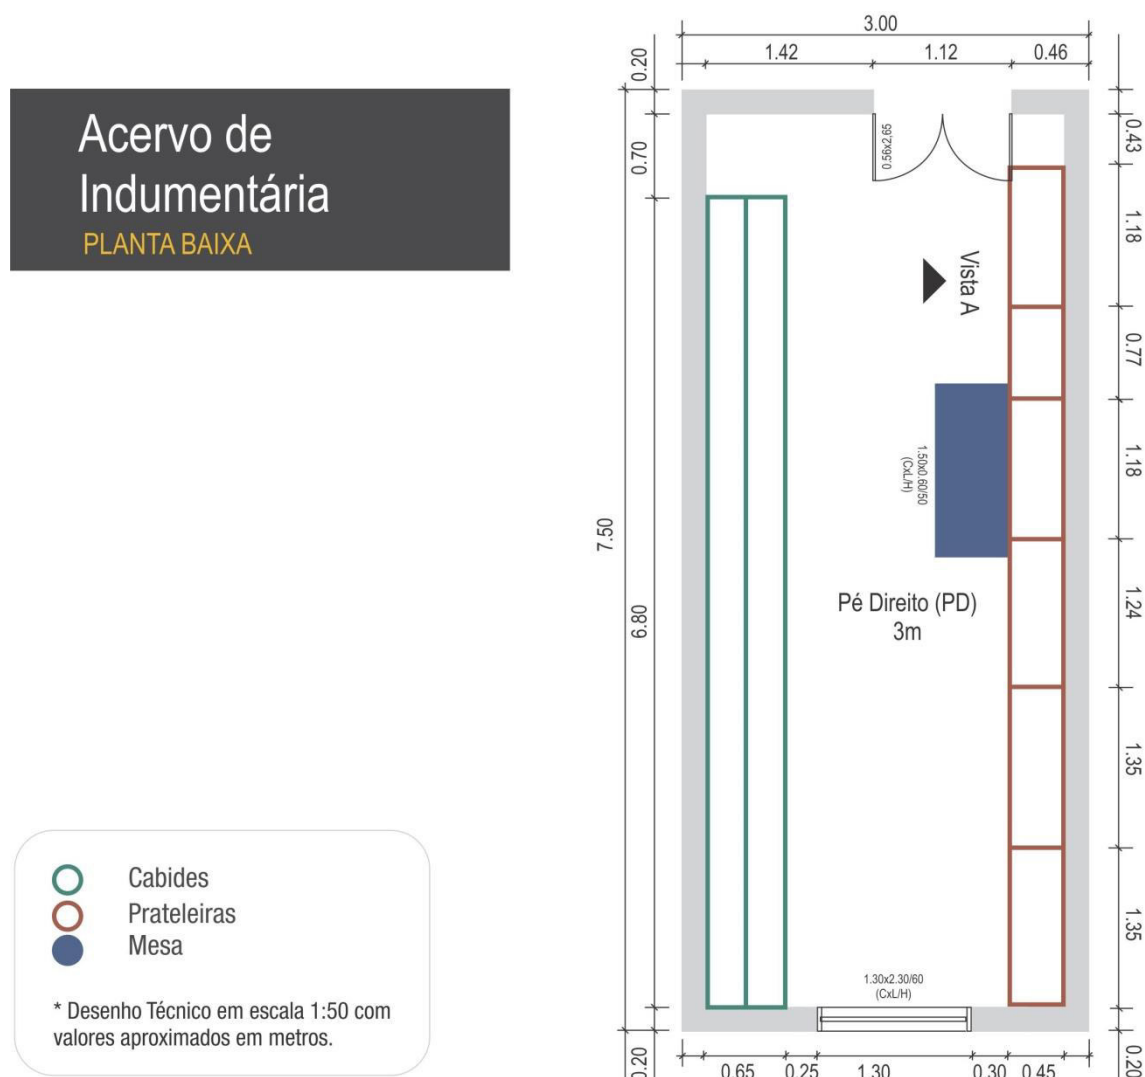 Acervo de
Indumentária
PLANTA BAIXA
3.00
1.42 1.12 0.46
0.20
0.70
6.80
7.50
0.20
0.56x2,65
Vista A
1.50x0.60/50
(CxL/H)
Pé Direito (PD)
3m
1.30x2.30/60
(CxL/H)
0.43
1.18
0.77
1.18
1.24
1.35
1.35
0.20
0.65 0.25 1.30 0.30 0.45
Cabides
Prateleiras
Mesa
* Desenho Técnico em escala 1:50 com
valores aproximados em metros.